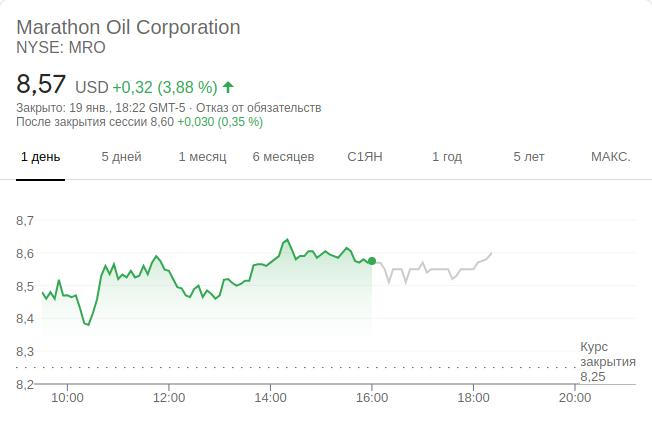 Marathon Oil Corporation
NYSE: MRO
8,57 USD +0,32 (3,88 %)
Закрыто: 19 янв., 18:22 GMT-5 · Отказ от обязательств
После закрытия сессии 8,60 +0,030 (0,35 %)
1 день 5 дней 1 месяц 6 месяцев С1ЯН 1 год 5 лет МАКС.
8,7
8,6
8,5
8,4
8,3
8,2
Курс
закрытия
8,25
10:00 12:00 14:00 16:00 18:00 20:00